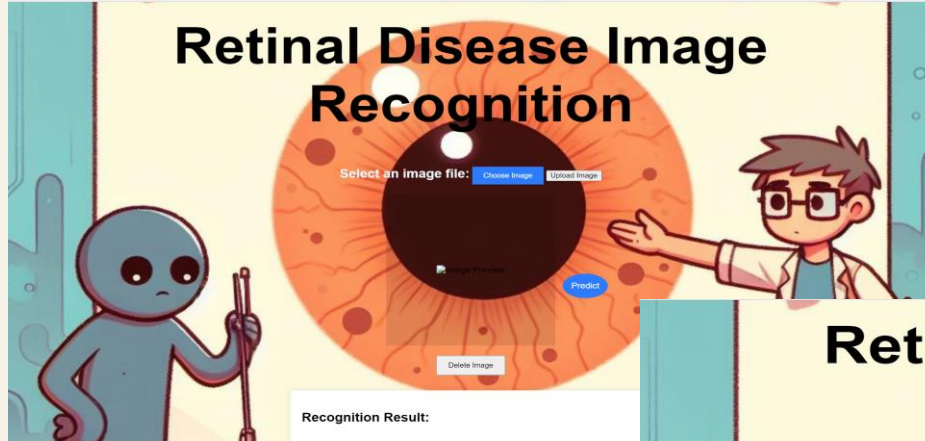 Retinal Disease Image
Recognition
Select an image file: Choose Image Upload Image
Image Preview
Predict
Delete Image
Ret
Recognition Result: